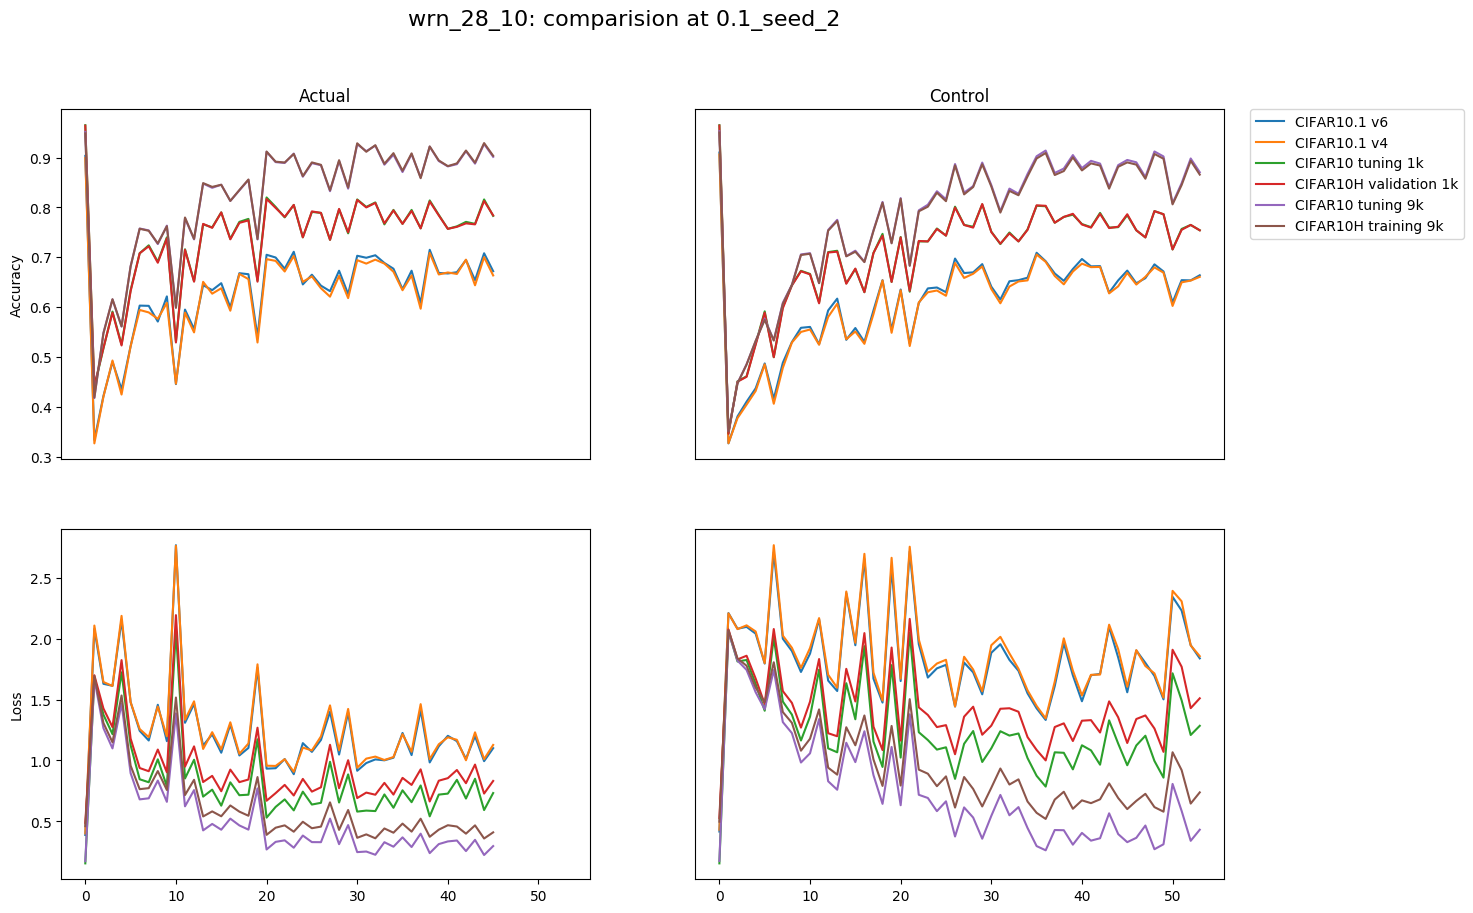 wrn_28_10: comparision at 0.1_seed_2
Actual
Control
CIFAR10.1 v6
CIFAR10.1 v4
CIFAR10 tuning 1k
CIFAR10H validation 1k
CIFAR10 tuning 9k
CIFAR10H training 9k
Accuracy
0.9
0.8
0.7
0.6
0.5
0.4
0.3
Loss
2.5
2.0
1.5
1.0
0.5
0 10 20 30 40 50
0 10 20 30 40 50